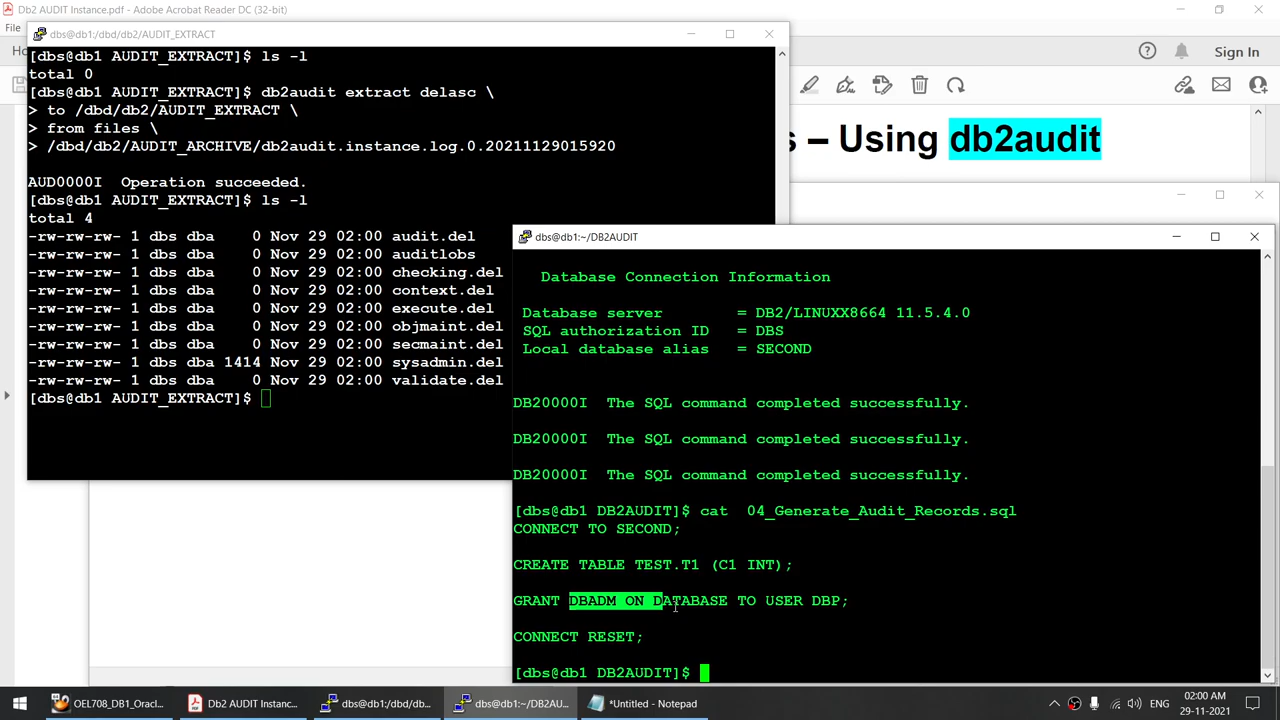 Db2 AUDIT Instance.pdf - Adobe Acrobat Reader DC (32-bit)
File
Sign In
s – Using db2audit
dbs@db1:/dbd/db2/AUDIT_EXTRACT
[dbs@db1 AUDIT_EXTRACT]$ ls -l
total 0
[dbs@db1 AUDIT_EXTRACT]$ db2audit extract delasc \
> to /dbd/db2/AUDIT_EXTRACT \
> from files \
> /dbd/db2/AUDIT_ARCHIVE/db2audit.instance.log.0.20211129015920
AUD0000I  Operation succeeded.
[dbs@db1 AUDIT_EXTRACT]$ ls -l
total 4
-rw-rw-rw- 1 dbs dba    0 Nov 29 02:00 audit.del
-rw-rw-rw- 1 dbs dba    0 Nov 29 02:00 auditlobs
-rw-rw-rw- 1 dbs dba    0 Nov 29 02:00 checking.del
-rw-rw-rw- 1 dbs dba    0 Nov 29 02:00 context.del
-rw-rw-rw- 1 dbs dba    0 Nov 29 02:00 execute.del
-rw-rw-rw- 1 dbs dba    0 Nov 29 02:00 objmaint.del
-rw-rw-rw- 1 dbs dba    0 Nov 29 02:00 secmaint.del
-rw-rw-rw- 1 dbs dba 1414 Nov 29 02:00 sysadmin.del
-rw-rw-rw- 1 dbs dba    0 Nov 29 02:00 validate.del
[dbs@db1 AUDIT_EXTRACT]$
dbs@db1:~/DB2AUDIT
Database Connection Information
Database server        = DB2/LINUXX8664 11.5.4.0
SQL authorization ID   = DBS
Local database alias   = SECOND
DB20000I  The SQL command completed successfully.
DB20000I  The SQL command completed successfully.
DB20000I  The SQL command completed successfully.
[dbs@db1 DB2AUDIT]$ cat  04_Generate_Audit_Records.sql
CONNECT TO SECOND;
CREATE TABLE TEST.T1 (C1 INT);
GRANT DBADM ON DATABASE TO USER DBP;
CONNECT RESET;
[dbs@db1 DB2AUDIT]$
OEL708_DB1_Oracl...
Db2 AUDIT Instanc...
dbs@db1:/dbd/db...
dbs@db1:~/DB2AU...
*Untitled - Notepad
ENG
02:00 AM
29-11-2021